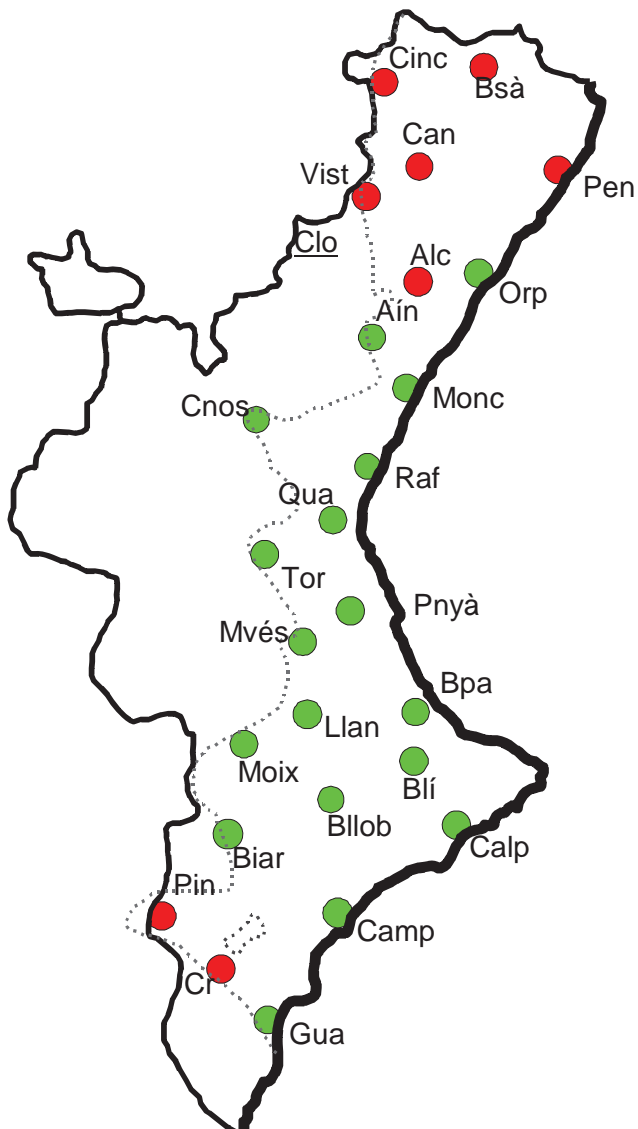 Cinc
Bsà
Can
Vist
Pen
Clo
Alc
Orp
Aín
Monc
Cnos
Raf
Qua
Tor
Pnyà
Mvés
Bpa
Llan
Moix
Blí
Bllob
Calp
Biar
Pin
Camp
Cr
Gua